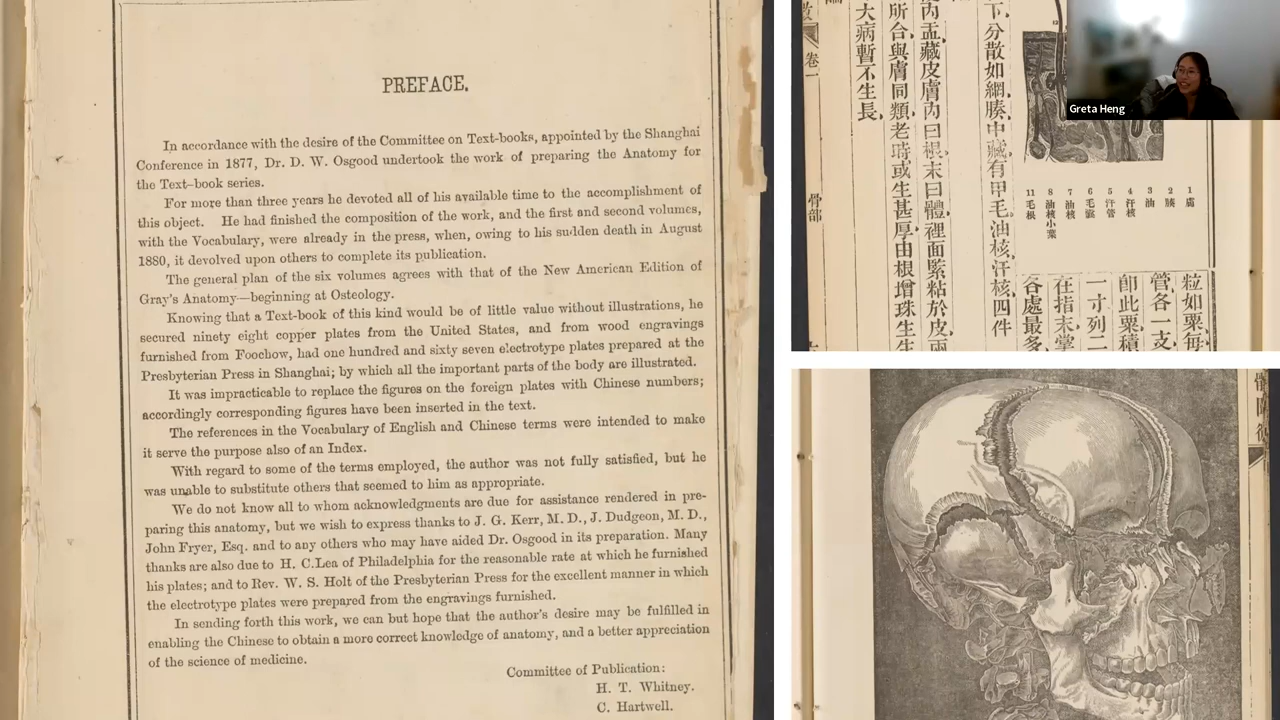 PREFACE.
In accordance with the desire of the Committee on Text-books, appointed by the Shanghai
Conference in 1877, Dr. D. W. Osgood undertook the work of preparing the Anatomy for
the Text-book series.
For more than three years he devoted all of his available time to the accomplishment of
this object. He had finished the composition of the work, and the first and second volumes,
with the Vocabulary, were already in the press, when, owing to his sudden death in August
1880, it devolved upon others to complete its publication.
The general plan of the six volumes agrees with that of the New American Edition of
Gray's Anatomy—beginning at Osteology.
Knowing that a Text-book of this kind would be of little value without illustrations, he
secured ninety eight copper plates from the United States, and from wood engravings
furnished from Foochow, had one hundred and sixty seven electrotype plates prepared at the
Presbyterian Press in Shanghai; by which all the important parts of the body are illustrated.
It was impracticable to replace the figures on the foreign plates with Chinese numbers;
accordingly corresponding figures have been inserted in the text.
The references in the Vocabulary of English and Chinese terms were intended to make
it serve the purpose also of an Index.
With regard to some of the terms employed, the author was not fully satisfied, but he
was unable to substitute others that seemed to him as appropriate.
We do not know all to whom acknowledgments are due for assistance rendered in pre-
paring this anatomy, but we wish to express thanks to J. G. Kerr, M. D., J. Dudgeon, M. D.,
John Fryer, Esq. and to any others who may have aided Dr. Osgood in its preparation. Many
thanks are also due to H. C.Lea of Philadelphia for the reasonable rate at which he furnished
his plates; and to Rev. W. S. Holt of the Presbyterian Press for the excellent manner in which
the electrotype plates were prepared from the engravings furnished.
In sending forth this work, we can but hope that the author's desire may be fulfilled in
enabling the Chinese to obtain a more correct knowledge of anatomy, and a better appreciation
of the science of medicine.
Committee of Publication:
H. T. Whitney.
C. Hartwell.
Greta Heng
1 膚
2 腠
3 油
4 汗核
5 汗管
6 毛
7 油核
8 油核小葉
11 毛根
粒如粟每
管各一支
卽此粟積
一寸列二
在指末掌
各處最多
下分散如網腠中藏有甲毛油核汗核四件
內盂藏皮膚內曰根末曰體裡面緊粘於皮兩
所合與膚同類老時或生甚厚由根增珠生生
大病暫不生長
卷一
骨部